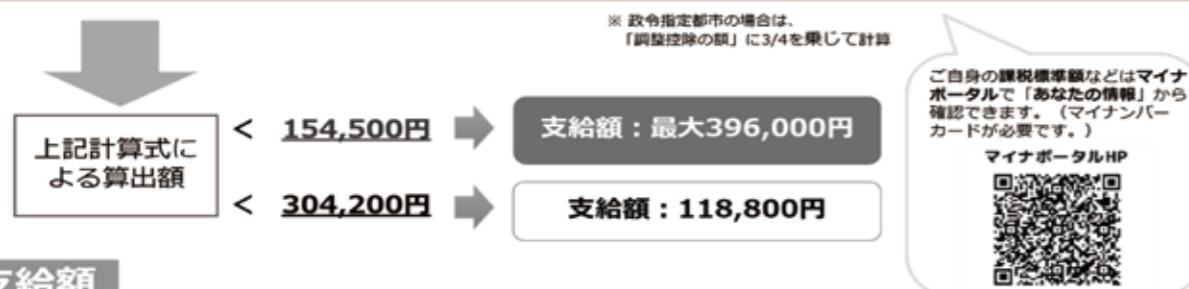 ※ 政令指定都市の場合は、
「調整控除の額」に3/4を乗じて計算
ご自身の課税標準額などはマイナ
ポータルで「あなたの情報」から
確認できます。（マイナンバー
カードが必要です。）
マイナポータルHP
上記計算式に
よる算出額
< 154,500円 支給額：最大396,000円
< 304,200円 支給額：118,800円
支給額